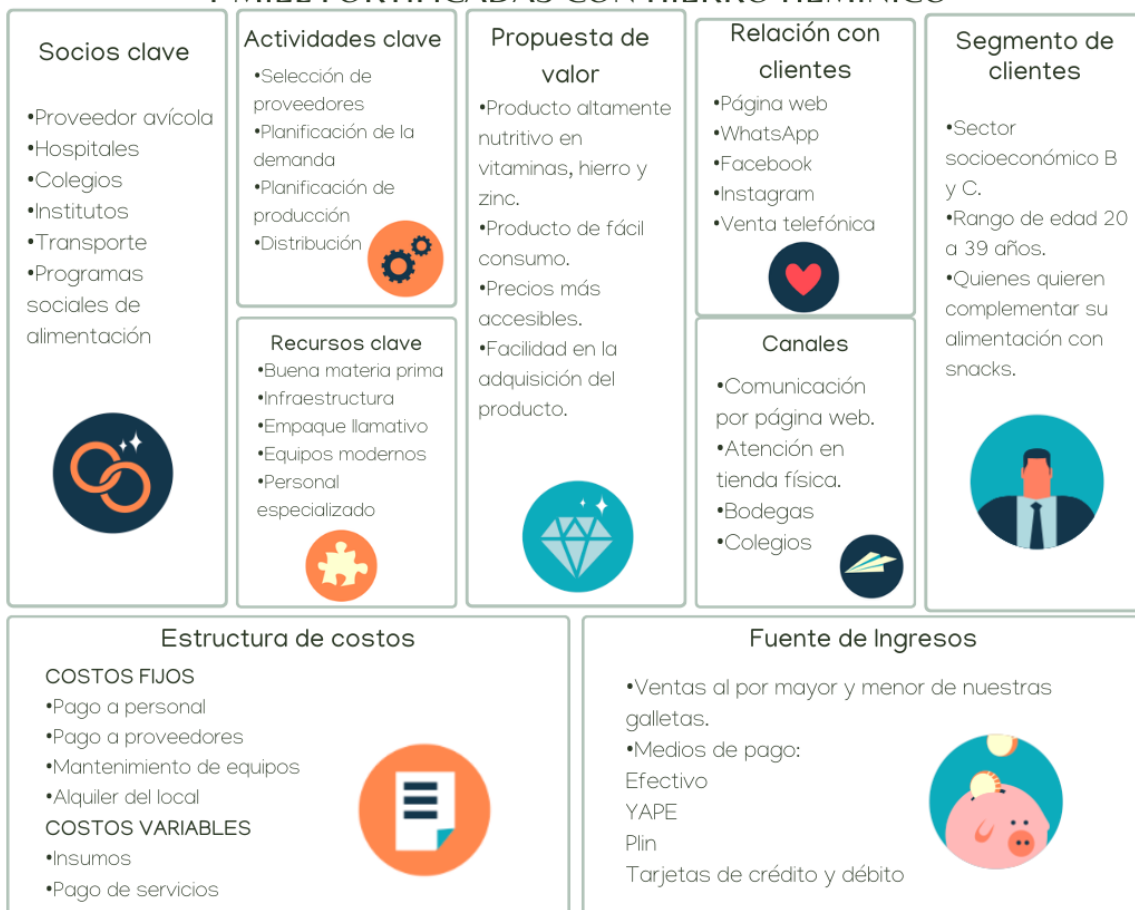 Y MIEL FORTIFICADAS CON HIERRO HEMÍNICO
Socios clave
•Proveedor avícola
•Hospitales
•Colegios
•Institutos
•Transporte
•Programas
sociales de
alimentación
Actividades clave
•Selección de
proveedores
•Planificación de la
demanda
•Planificación de
producción
•Distribución
Recursos clave
•Buena materia prima
•Infraestructura
•Empaque llamativo
•Equipos modernos
•Personal
especializado
Propuesta de
valor
•Producto altamente
nutritivo en
vitaminas, hierro y
zinc.
•Producto de fácil
consumo.
•Precios más
accesibles.
•Facilidad en la
adquisición del
producto.
Relación con
clientes
•Página web
•WhatsApp
•Facebook
•Instagram
•Venta telefónica
Canales
•Comunicación
por página web.
•Atención en
tienda física.
•Bodegas
•Colegios
Segmento de
clientes
•Sector
socioeconómico B
y C.
•Rango de edad 20
a 39 años.
•Quienes quieren
complementar su
alimentación con
snacks.
Estructura de costos
COSTOS FIJOS
•Pago a personal
•Pago a proveedores
•Mantenimiento de equipos
•Alquiler del local
COSTOS VARIABLES
•Insumos
•Pago de servicios
Fuente de Ingresos
•Ventas al por mayor y menor de nuestras
galletas.
•Medios de pago:
Efectivo
YAPE
Plin
Tarjetas de crédito y débito